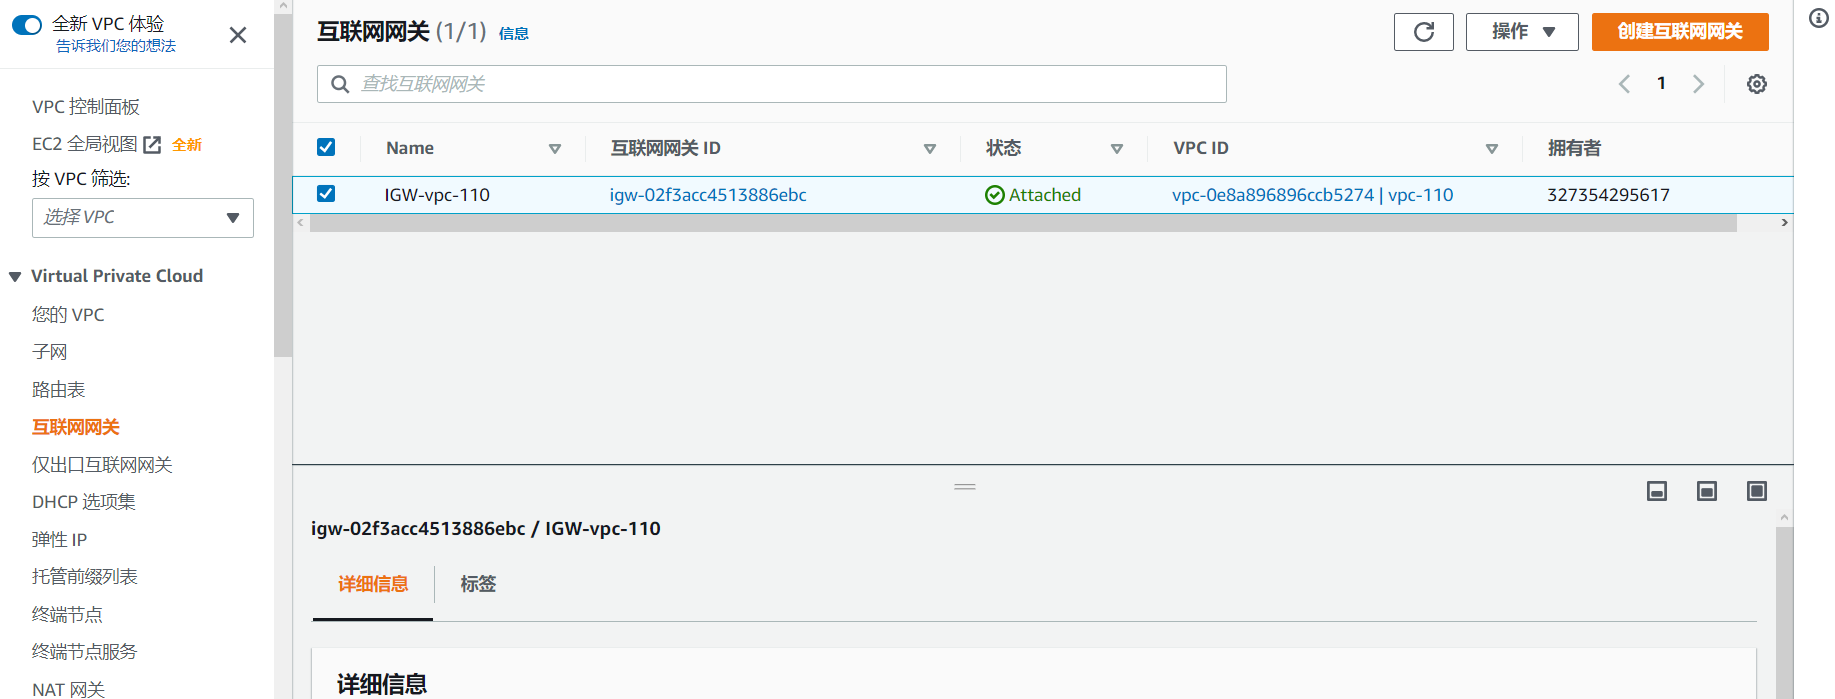 全新 VPC 体验
告诉我们您的想法
VPC 控制面板
EC2 全局视图 全新
按 VPC 筛选:
选择 VPC
Virtual Private Cloud
您的 VPC
子网
路由表
互联网网关
仅出口互联网网关
DHCP 选项集
弹性 IP
托管前缀列表
终端节点
终端节点服务
NAT 网关
互联网网关 (1/1) 信息
操作
创建互联网网关
查找互联网网关
1
Name 互联网网关 ID 状态 VPC ID 拥有者
IGW-vpc-110 igw-02f3acc4513886ebc Attached vpc-0e8a896896ccb5274 | vpc-110 327354295617
igw-02f3acc4513886ebc / IGW-vpc-110
详细信息 标签
详细信息